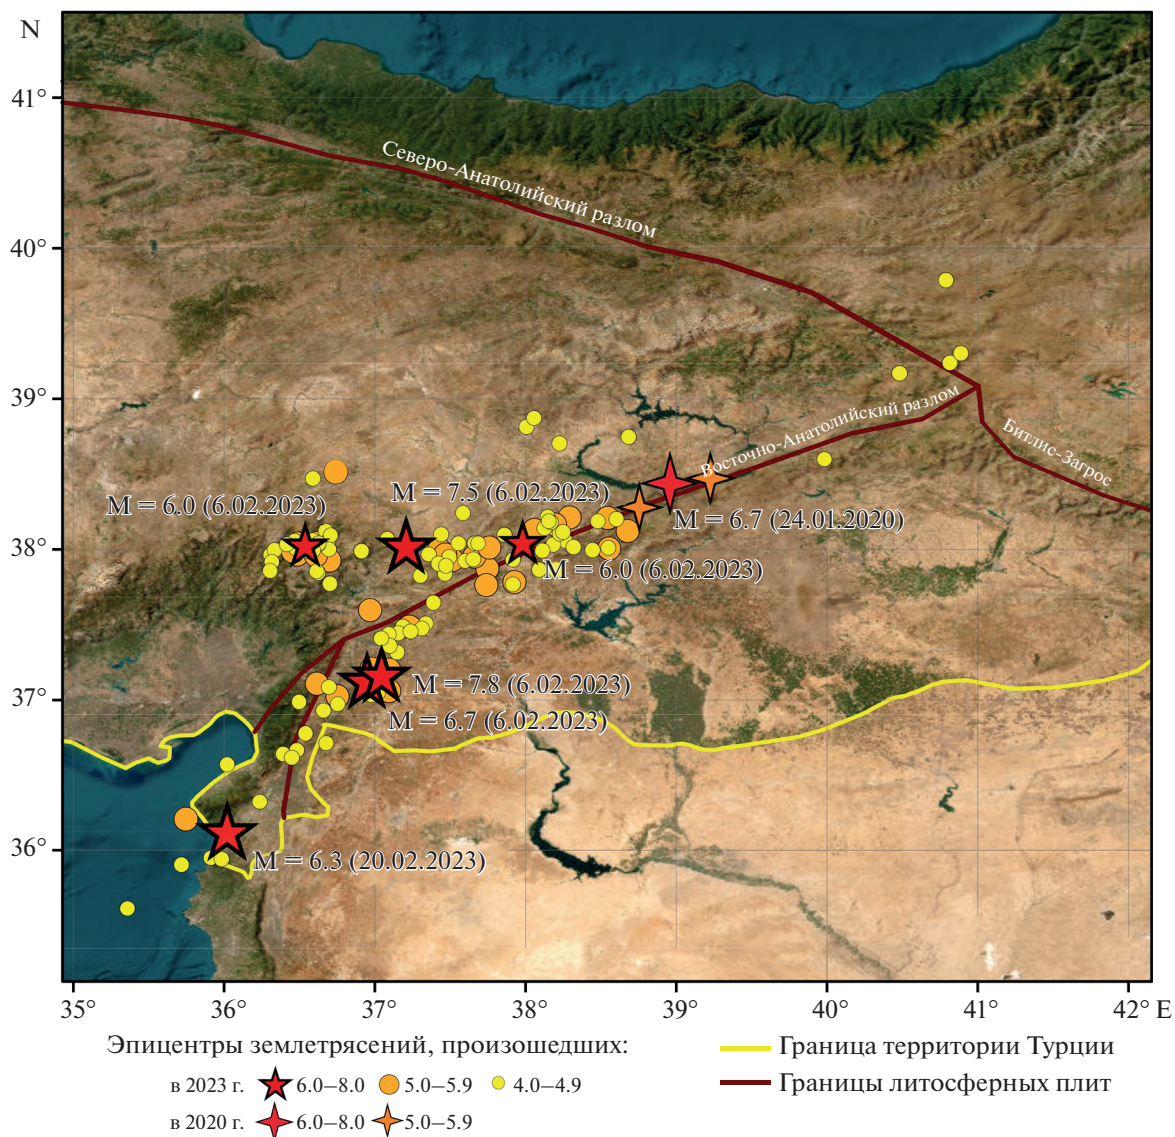 N
41°
Северо-Анатолийский разлом
40°
39°
Восточно-Анатолийский разлом
Битлис-Загрос
M = 6.0 (6.02.2023)
M = 7.5 (6.02.2023)
M = 6.7 (24.01.2020)
38°
M = 6.0 (6.02.2023)
M = 7.8 (6.02.2023)
37°
M = 6.7 (6.02.2023)
36°
M = 6.3 (20.02.2023)
35° 36° 37° 38° 39° 40° 41° 42° E
Эпицентры землетрясений, произошедших:
в 2023 г. 6.0–8.0 5.0–5.9 4.0–4.9
в 2020 г. 6.0–8.0 5.0–5.9
Граница территории Турции
Границы литосферных плит